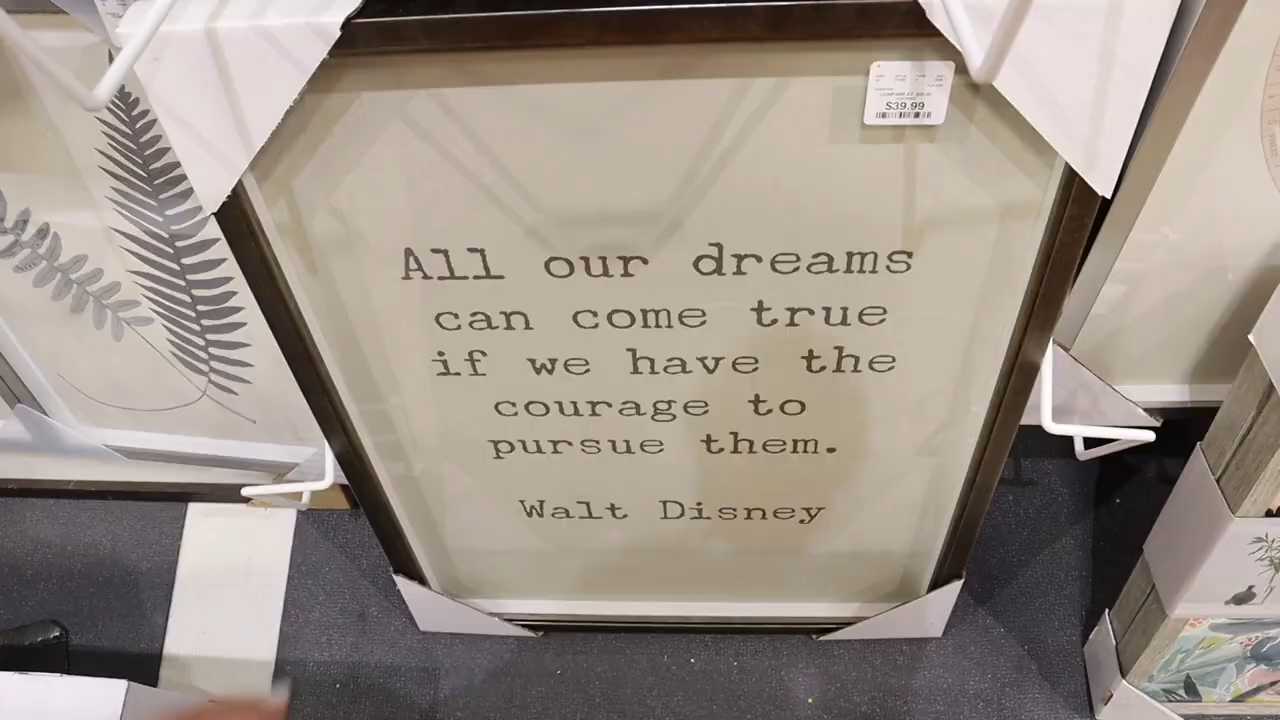 $39.99
All our dreams
can come true
if we have the
courage to
pursue them.
Walt Disney